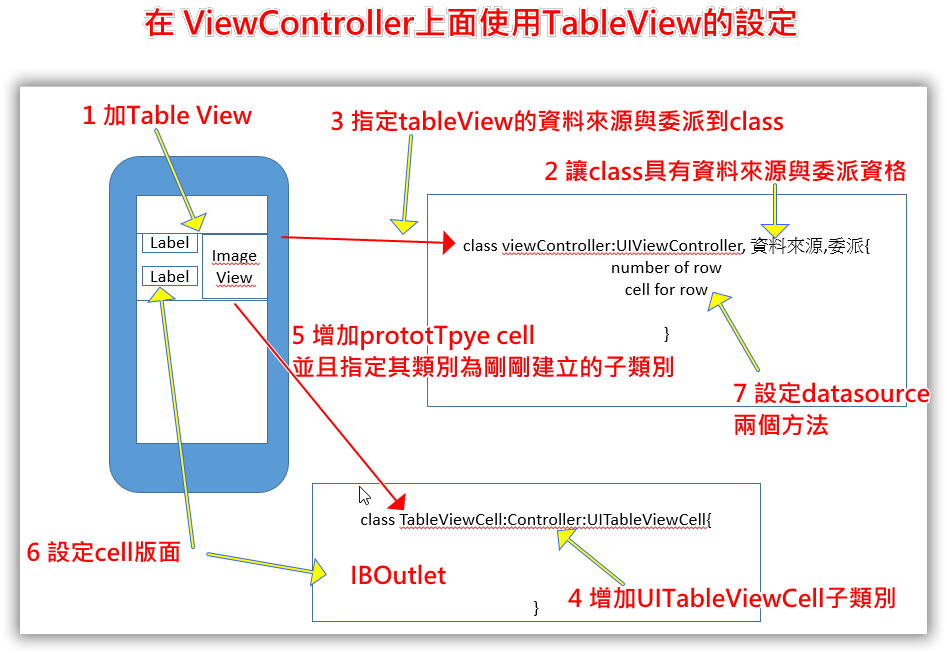 在 ViewController上面使用TableView的設定
1 加Table View
3 指定tableView的資料來源與委派到class
2 讓class具有資料來源與委派資格
Label
Label
Image
View
class viewController:UIViewController, 資料來源,委派{
number of row
cell for row
}
5 增加protoTpye cell
並且指定其類別為剛剛建立的子類別
7 設定datasource
兩個方法
class TableViewCell:Controller:UITableViewCell{
6 設定cell版面
IBOutlet
4 增加UITableViewCell子類別
}